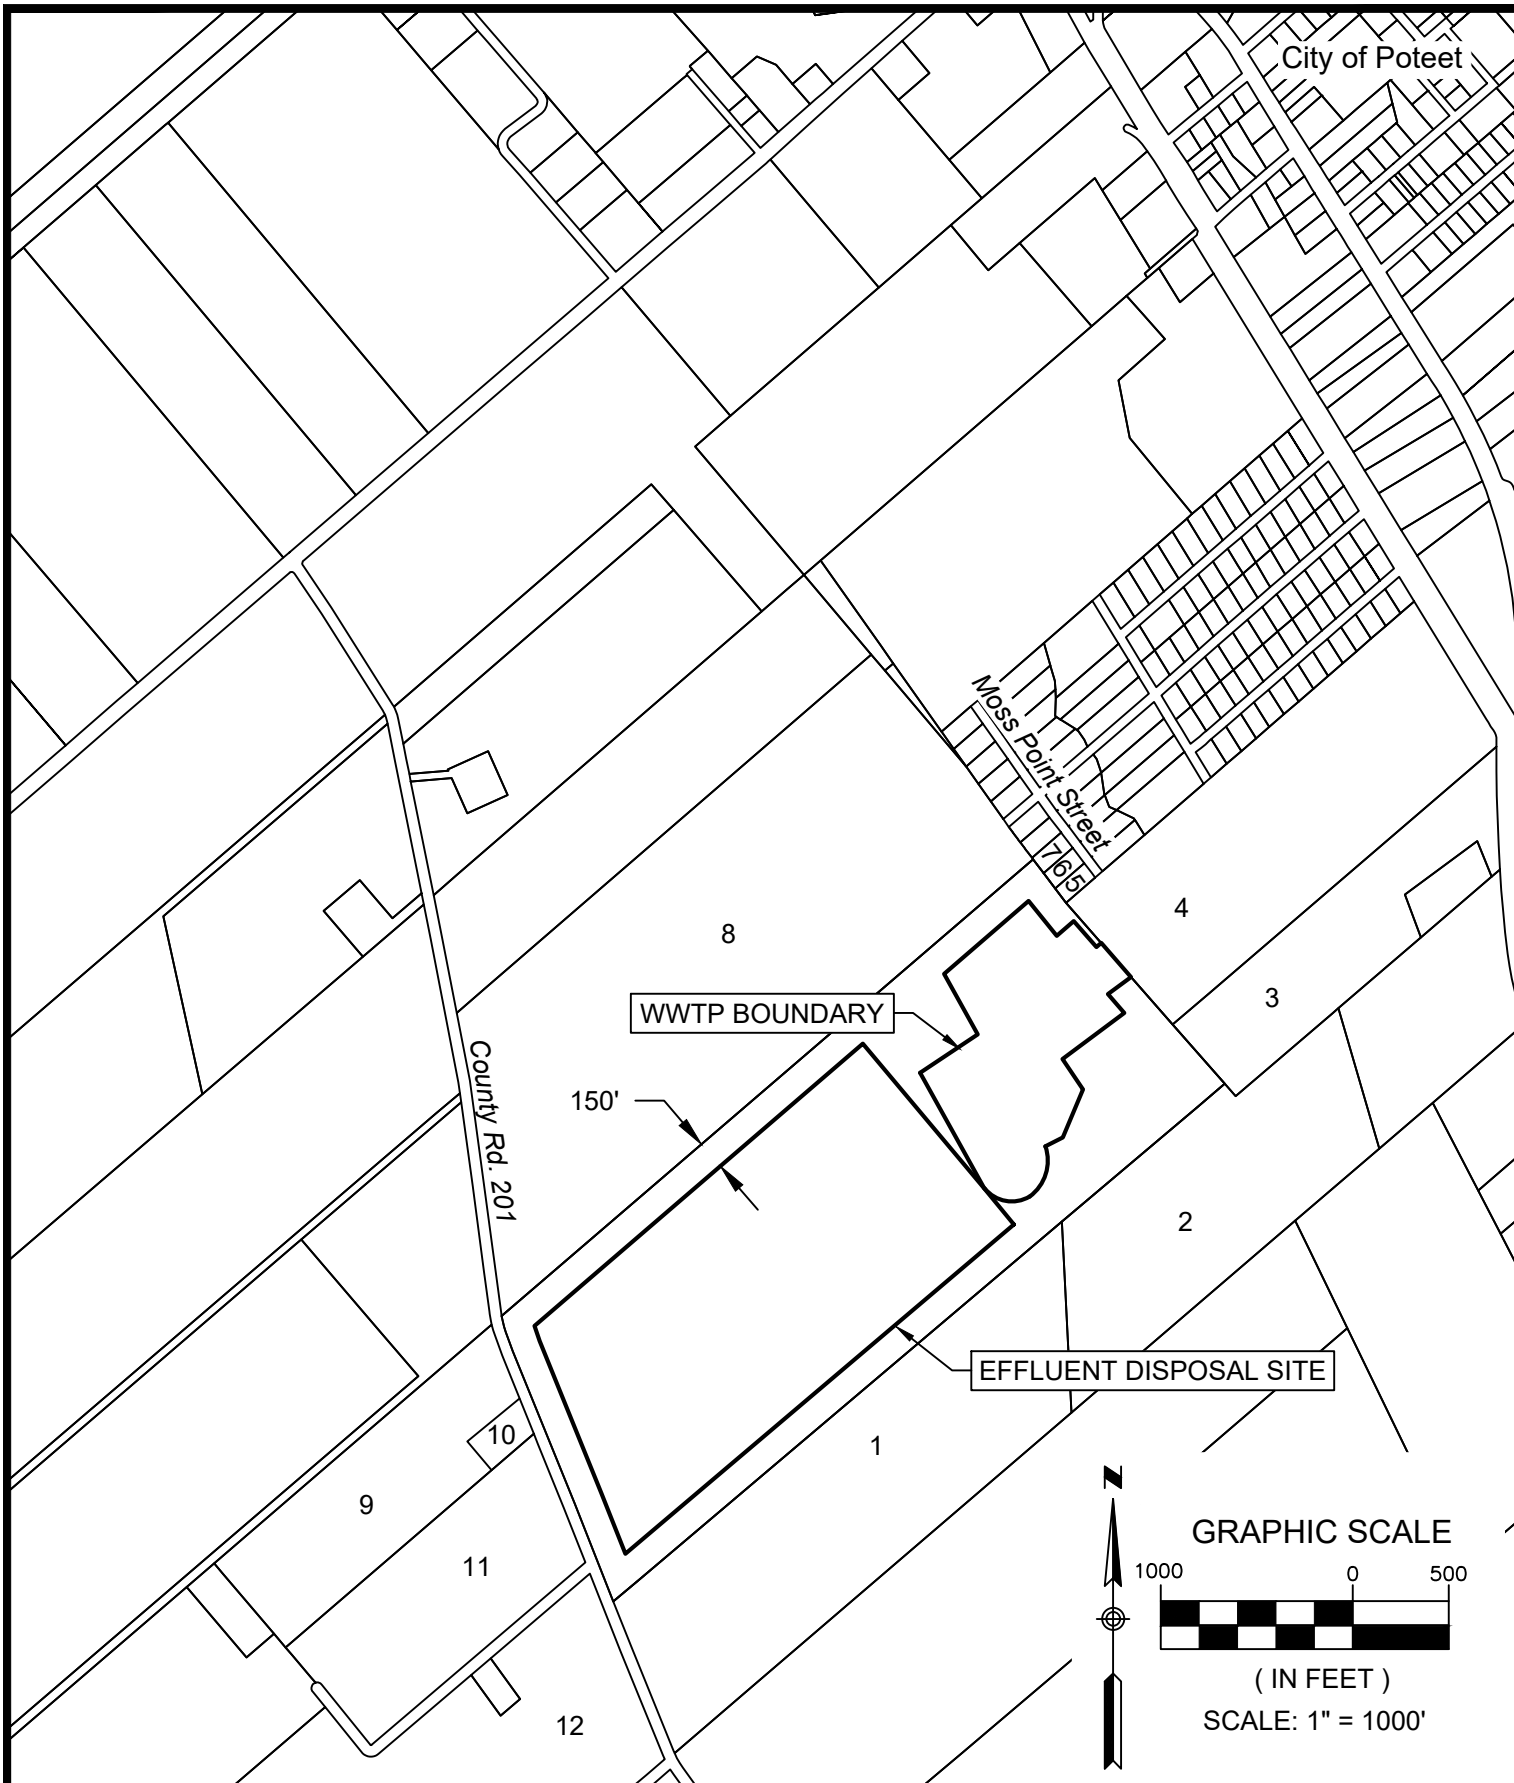 City of Poteet
Moss Point Street
7
6
5
4
8
3
WWTP BOUNDARY
150'
County Rd. 201
2
EFFLUENT DISPOSAL SITE
10
1
9
N
GRAPHIC SCALE
11
1000 0 500
( IN FEET )
12
SCALE: 1" = 1000'